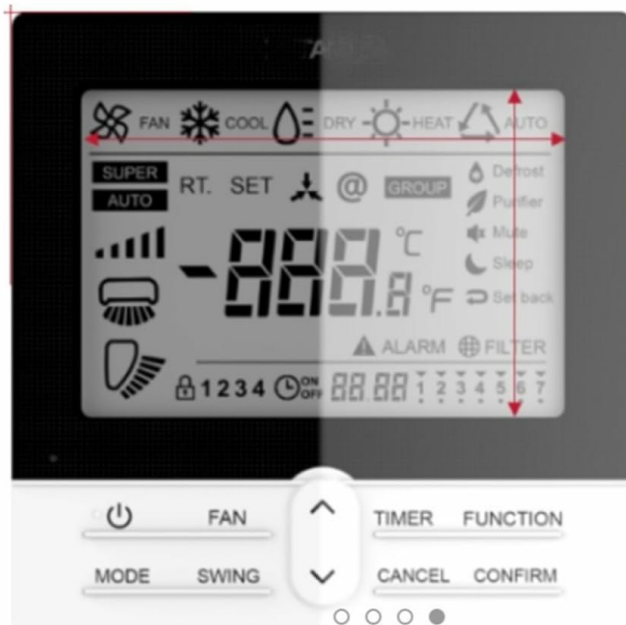 FAN COOL DRY HEAT AUTO
SUPER
AUTO
RT. SET @ GROUP
Defrost
Purifier
Mute
Sleep
Set back
-888.8 °C °F
ALARM FILTER
1234 ON OFF 88:88 1 2 3 4 5 6 7
FAN TIMER FUNCTION
MODE SWING CANCEL CONFIRM